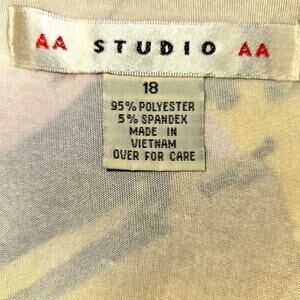 AA STUDIO AA
18
95% POLYESTER
5% SPANDEX
MADE IN
VIETNAM
OVER FOR CARE